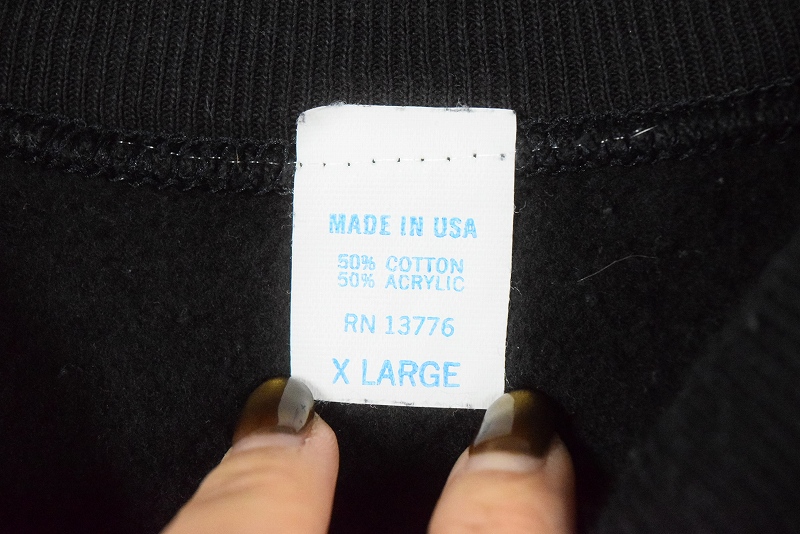 MADE IN USA
50% COTTON
50% ACRYLIC
RN 13776
X LARGE